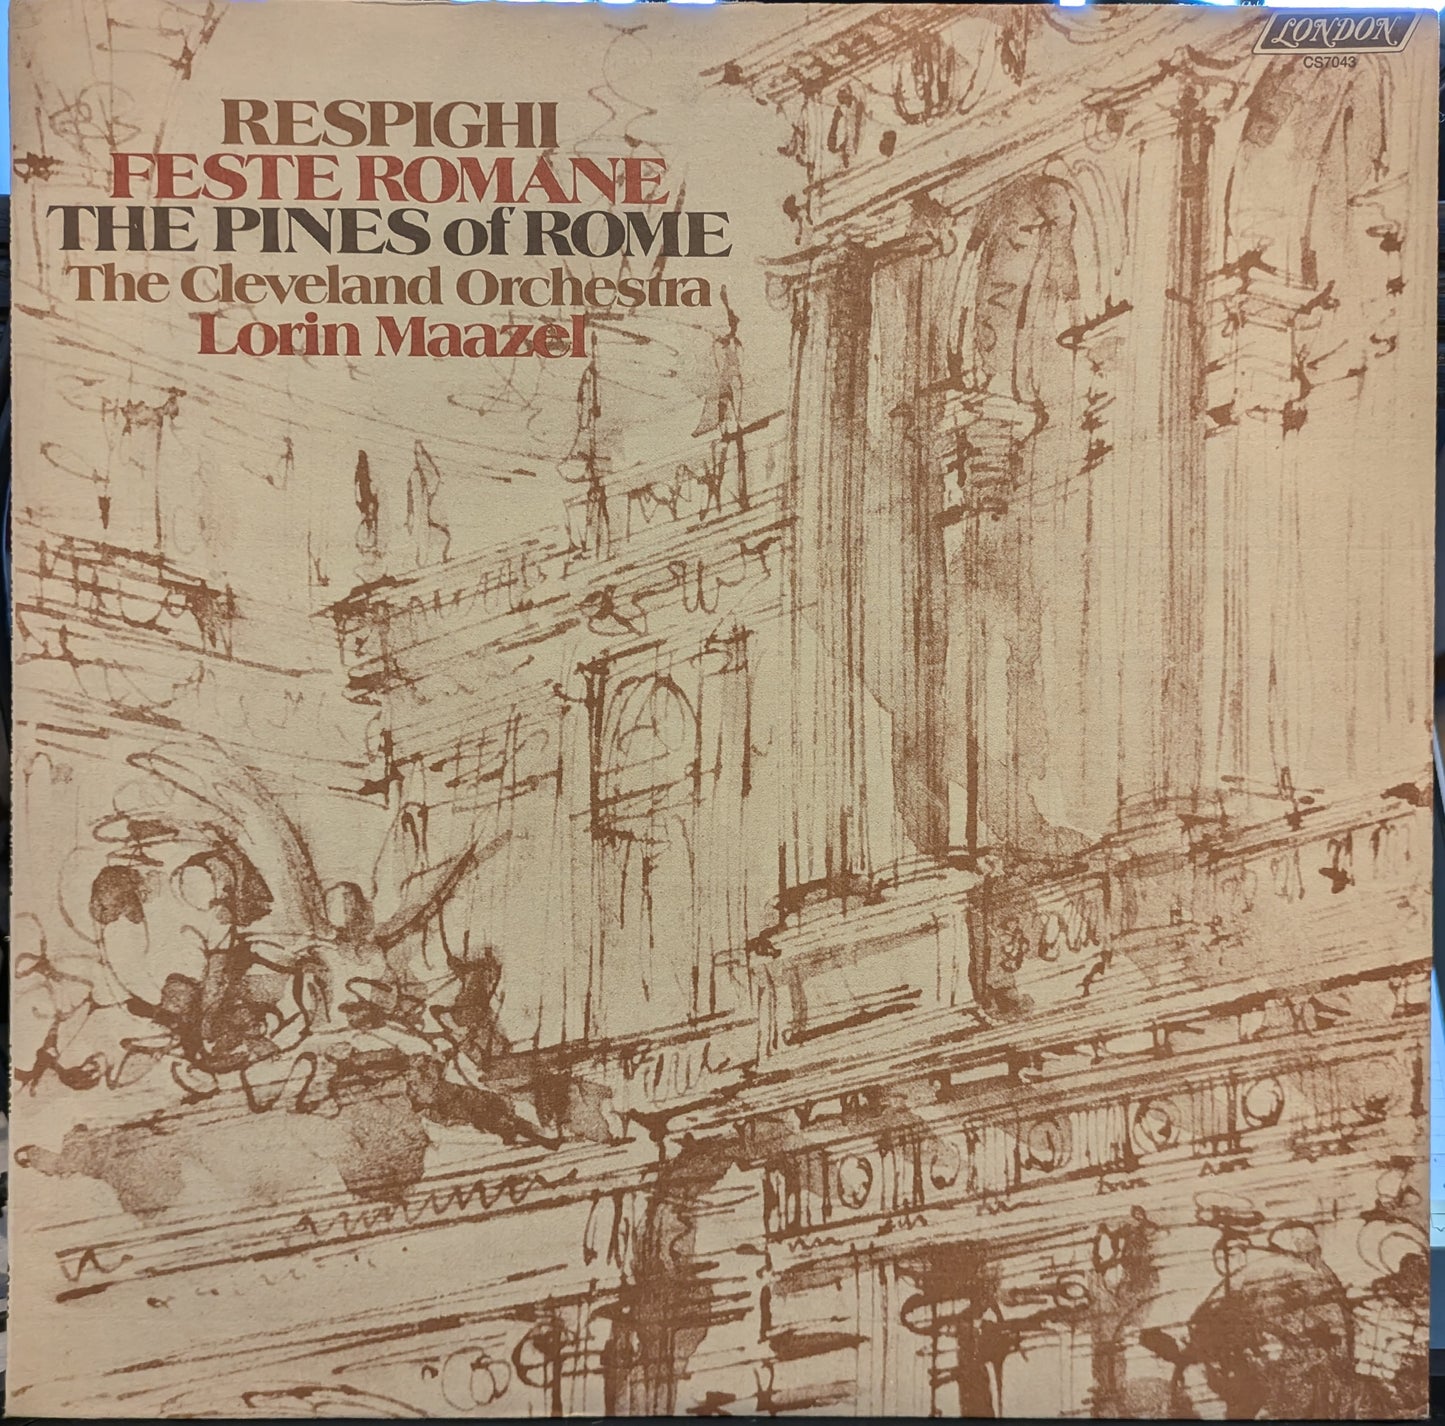 LONDON
CS7043
RESPIGHI
FESTE ROMANE
THE PINES of ROME
The Cleveland Orchestra
Lorin Maazel